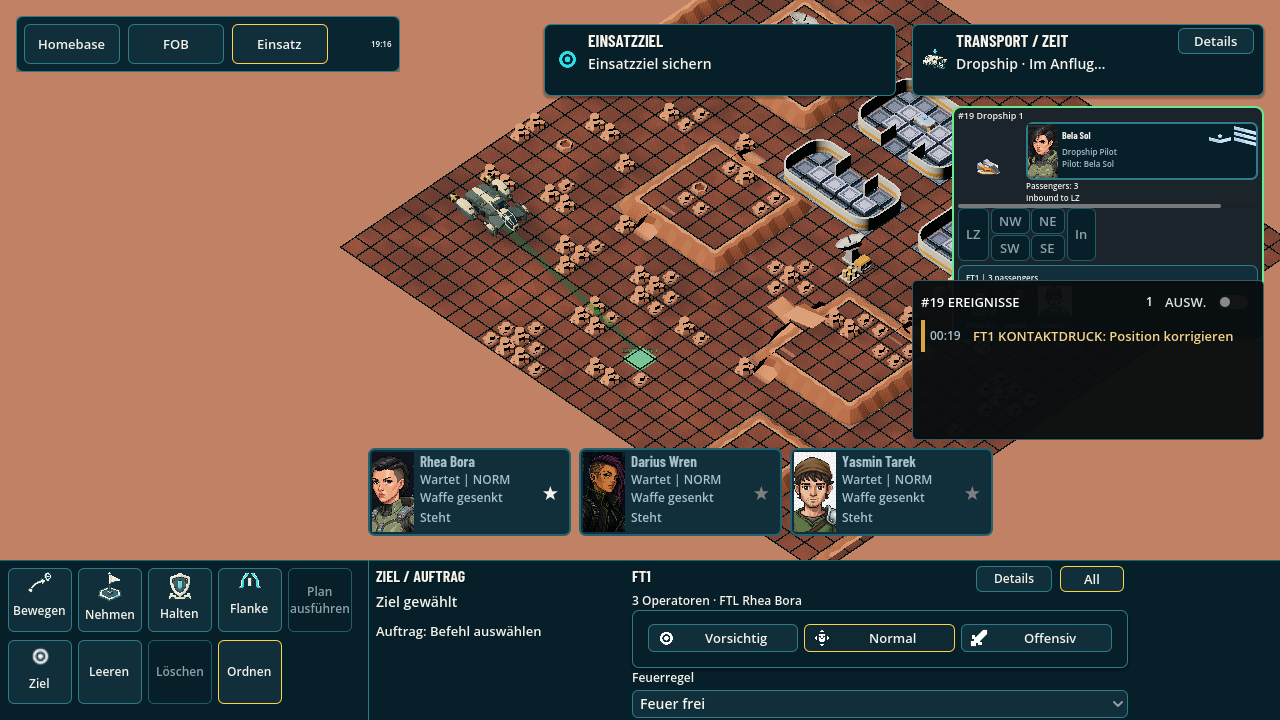 Homebase
FOB
Einsatz
19:16
EINSATZZIEL
Einsatzziel sichern
TRANSPORT / ZEIT
Dropship · Im Anflug...
Details
#19 Dropship 1
Bela Sol
Dropship Pilot
Pilot: Bela Sol
Passengers: 3
Inbound to LZ
LZ
NW
NE
SW
SE
In
FT1 | 3 passengers
#19 EREIGNISSE
1
AUSW.
00:19
FT1 KONTAKTDRUCK: Position korrigieren
Rhea Bora
Wartet | NORM
Waffe gesenkt
Steht
Darius Wren
Wartet | NORM
Waffe gesenkt
Steht
Yasmin Tarek
Wartet | NORM
Waffe gesenkt
Steht
Bewegen
Nehmen
Halten
Flanke
Plan
ausführen
Ziel
Leeren
Löschen
Ordnen
ZIEL / AUFTRAG
Ziel gewählt
Auftrag: Befehl auswählen
FT1
Details
All
3 Operatoren · FTL Rhea Bora
Vorsichtig
Normal
Offensiv
Feuerregel
Feuer frei